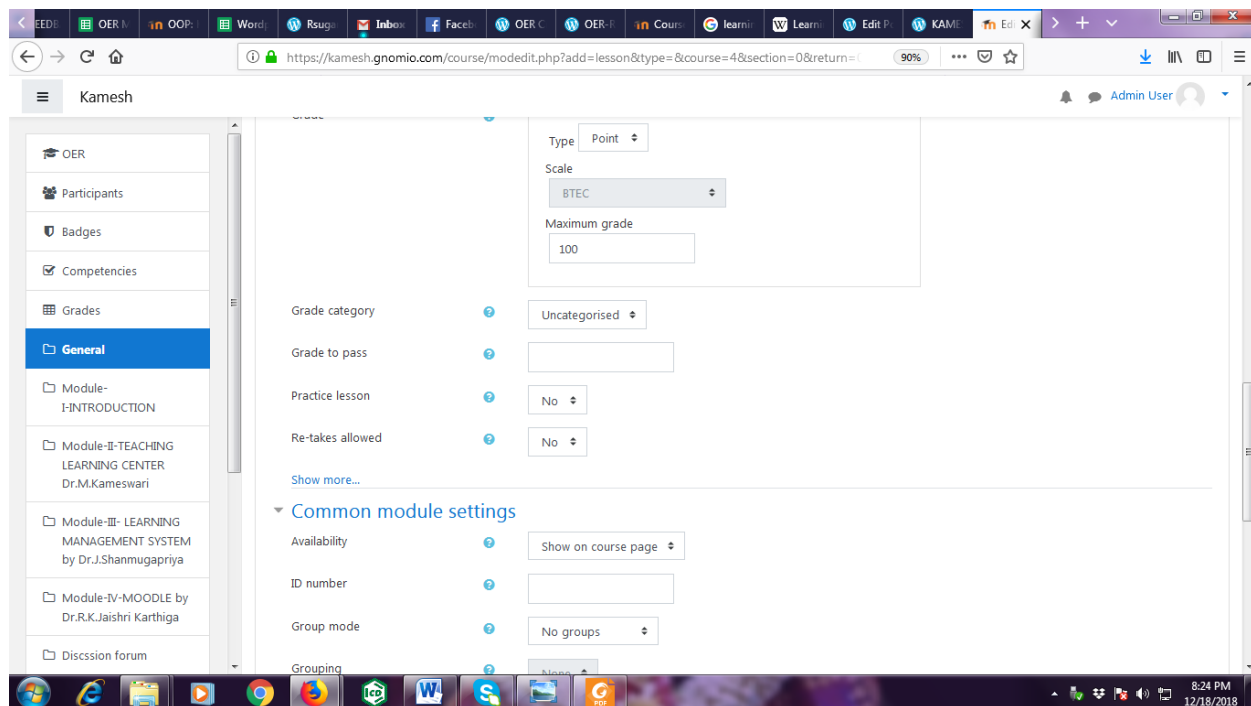 EEDB
OER M
OOP:
Word
Rsuga
Inbox
Faceb
OER C
OER-R
Cours
learnin
Learni
Edit P
KAME
Edi
https://kamesh.gnomio.com/course/modedit.php?add=lesson&type=&course=4&section=0&return=
90%
Kamesh
Admin User
OER
Participants
Badges
Competencies
Grades
General
Module-
I-INTRODUCTION
Module-II-TEACHING
LEARNING CENTER
Dr.M.Kameswari
Module-III- LEARNING
MANAGEMENT SYSTEM
by Dr.J.Shanmugapriya
Module-IV-MOODLE by
Dr.R.K.Jaishri Karthiga
Discssion forum
Type Point
Scale
BTEC
Maximum grade
100
Grade category
Uncategorised
Grade to pass
Practice lesson
No
Re-takes allowed
No
Show more...
Common module settings
Availability
Show on course page
ID number
Group mode
No groups
Grouping
None
8:24 PM
12/18/2018